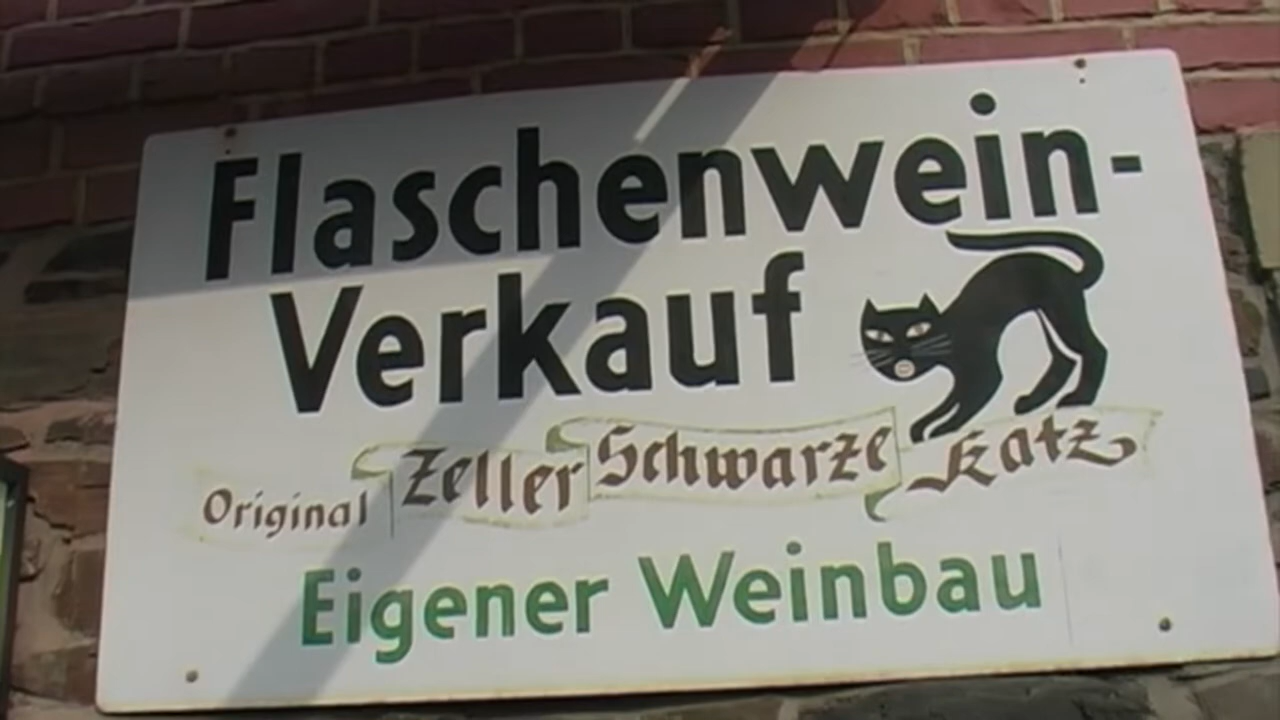 Flaschenwein-
Verkauf
Original Zeller Schwarze Katz
Eigener Weinbau